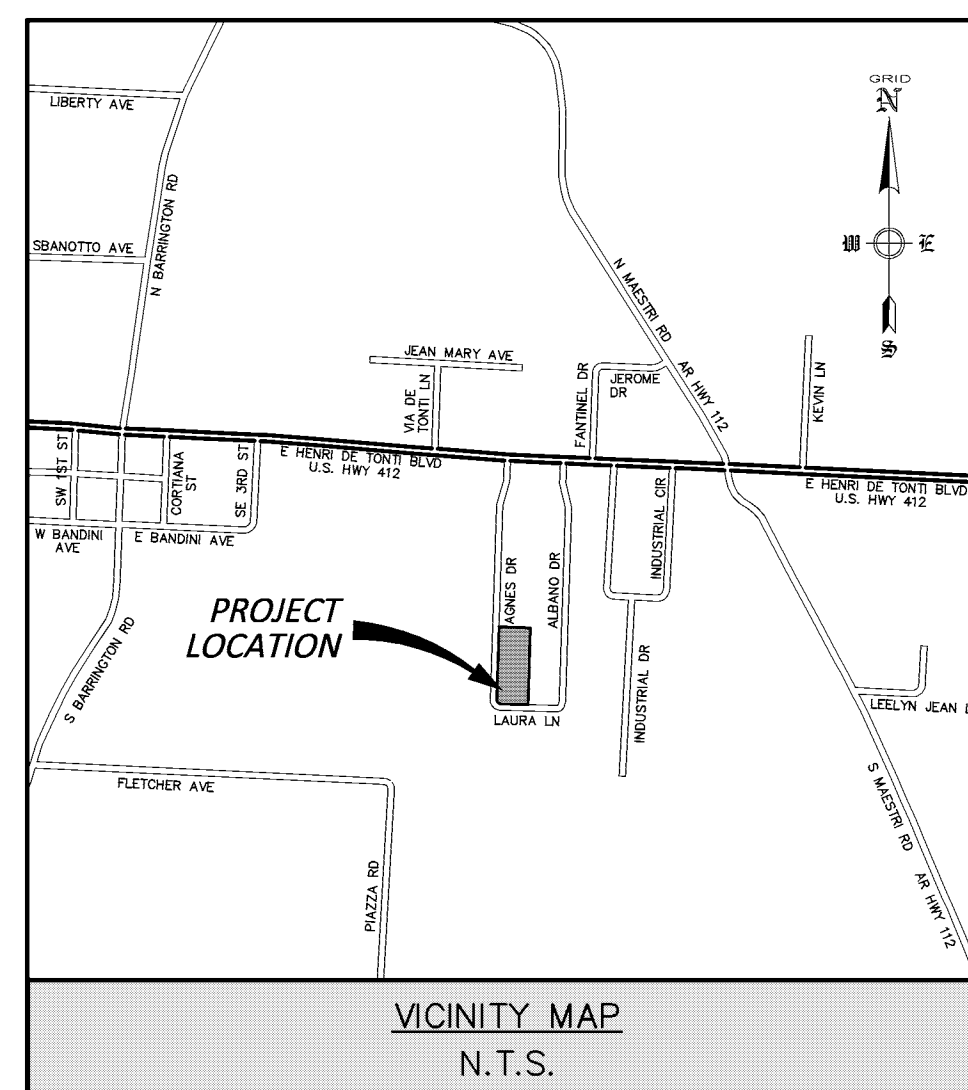 GRID
N
W
E
S
LIBERTY AVE
N BARRINGTON RD
SBANOTTO AVE
N MAESTRI RD
AR HWY 112
JEAN MARY AVE
VIA DE
TONTI LN
FANTINEL DR
JEROME
DR
KEVIN LN
SW 1ST ST
CORTIANA
ST
SE 3RD ST
E HENRI DE TONTI BLVD
U.S. HWY 412
E HENRI DE TONTI BLVD
U.S. HWY 412
W BANDINI
AVE
E BANDINI AVE
INDUSTRIAL CIR
AGNES DR
ALBANO DR
PROJECT
LOCATION
S BARRINGTON RD
INDUSTRIAL DR
LAURA LN
LEELYN JEAN
FLETCHER AVE
S MAESTRI RD
AR HWY 112
PIAZZA RD
VICINITY MAP
N.T.S.